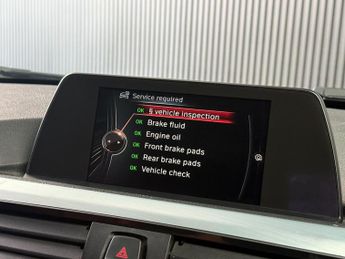 Service required
OK § vehicle inspection
OK Brake fluid
OK Engine oil
OK Front brake pads
OK Rear brake pads
OK Vehicle check